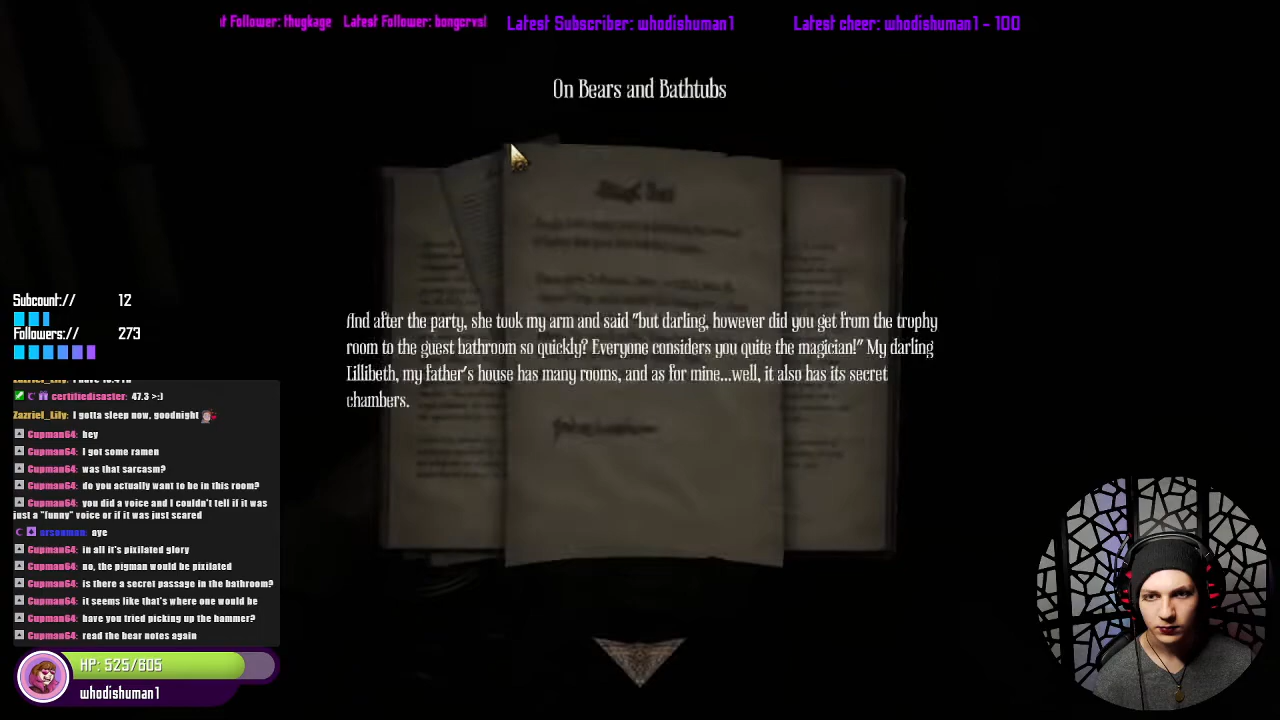 t Follower: thugkage Latest Follower: bongcrvsl Latest Subscriber: whodishuman1 Latest cheer: whodishuman1 - 100
On Bears and Bathtubs
And after the party, she took my arm and said "but darling, however did you get from the trophy
room to the guest bathroom so quickly? Everyone considers you quite the magician!" My darling
Lillibeth, my father's house has many rooms, and as for mine...well, it also has its secret
chambers.
Subcount:// 12
Followers:// 273
certifiedisaster: 47.3 >:)
Zazriel_Lily: I gotta sleep now, goodnight
Cupman64: hey
Cupman64: I got some ramen
Cupman64: was that sarcasm?
Cupman64: do you actually want to be in this room?
Cupman64: you did a voice and I couldn't tell if it was
just a "funny" voice or if it was just scared
orsonman: aye
Cupman64: in all it's pixilated glory
Cupman64: no, the pigman would be pixilated
Cupman64: is there a secret passage in the bathroom?
Cupman64: it seems like that's where one would be
Cupman64: have you tried picking up the hammer?
Cupman64: read the bear notes again
HP: 525/605
whodishuman1